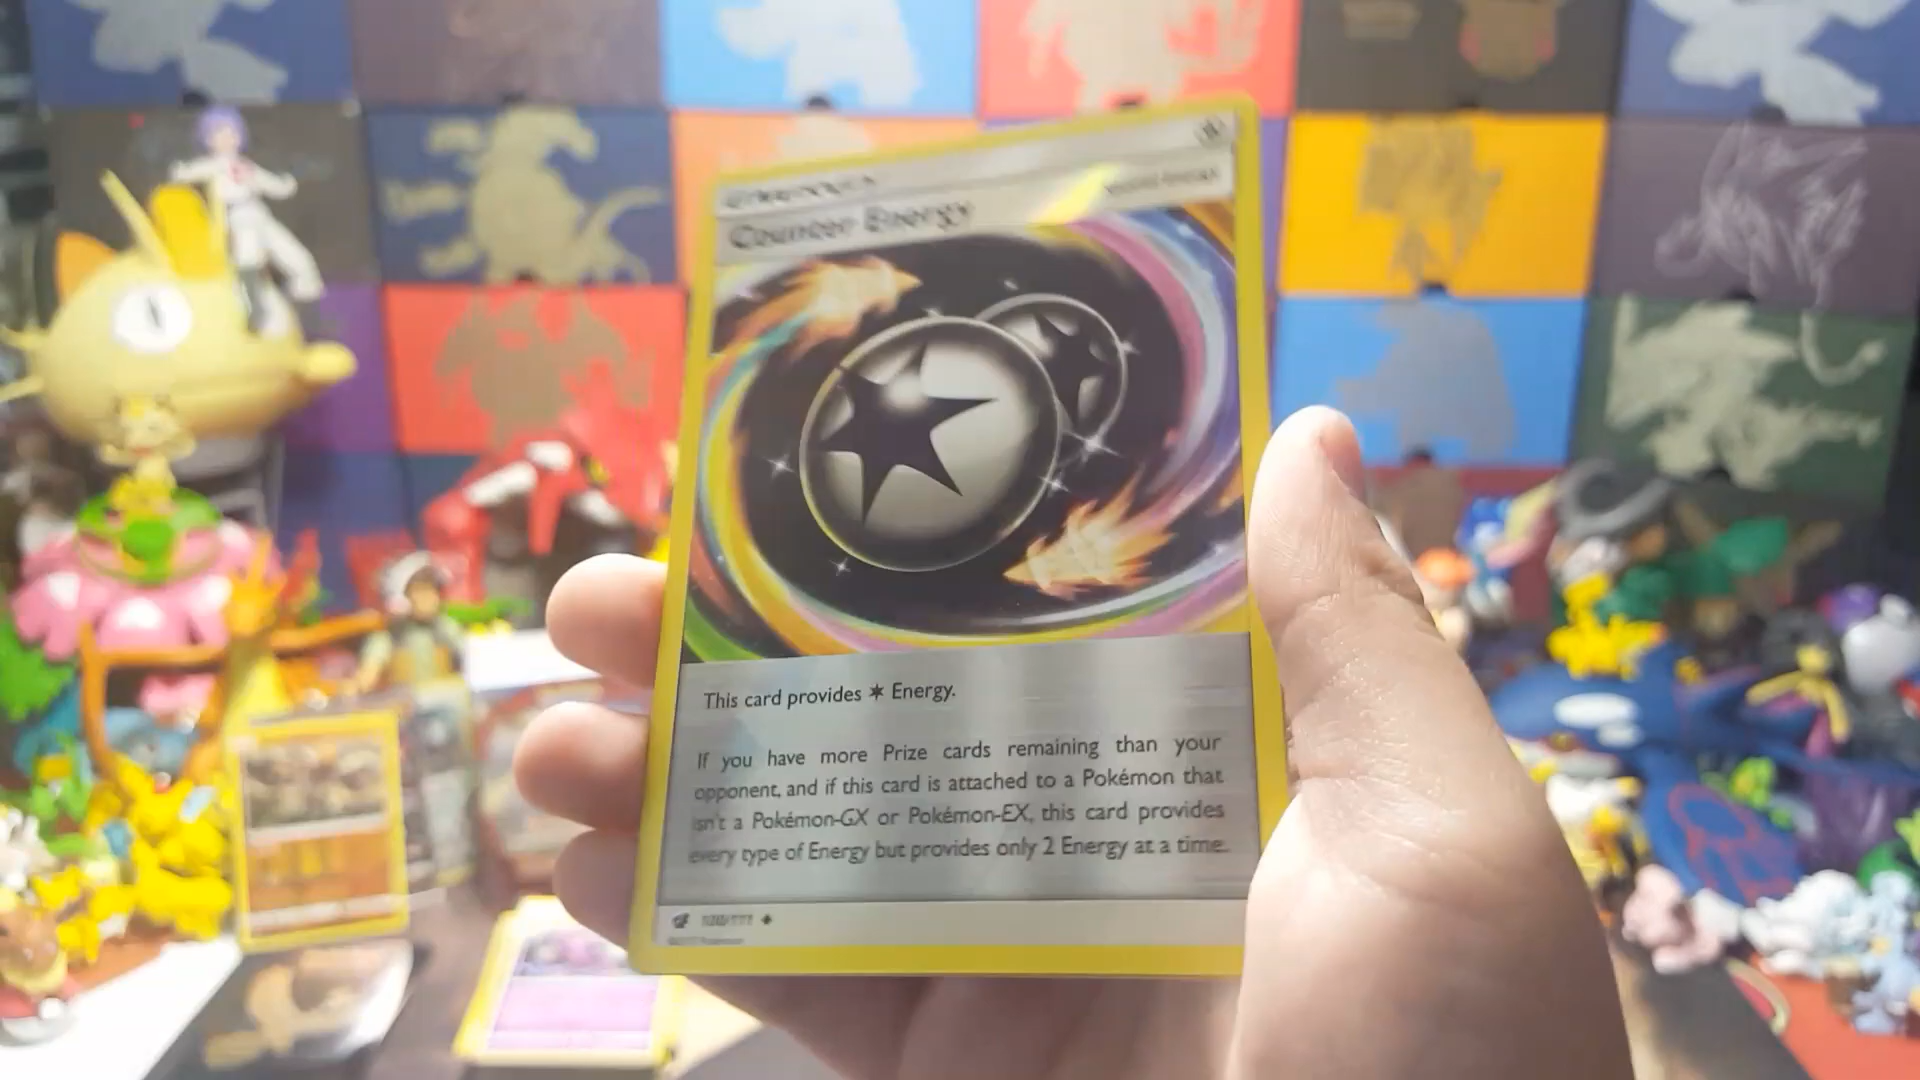 Counter Energy
This card provides ✶ Energy.
If you have more Prize cards remaining than your
opponent, and if this card is attached to a Pokémon that
isn't a Pokémon-GX or Pokémon-EX, this card provides
every type of Energy but provides only 2 Energy at a time.
100/111